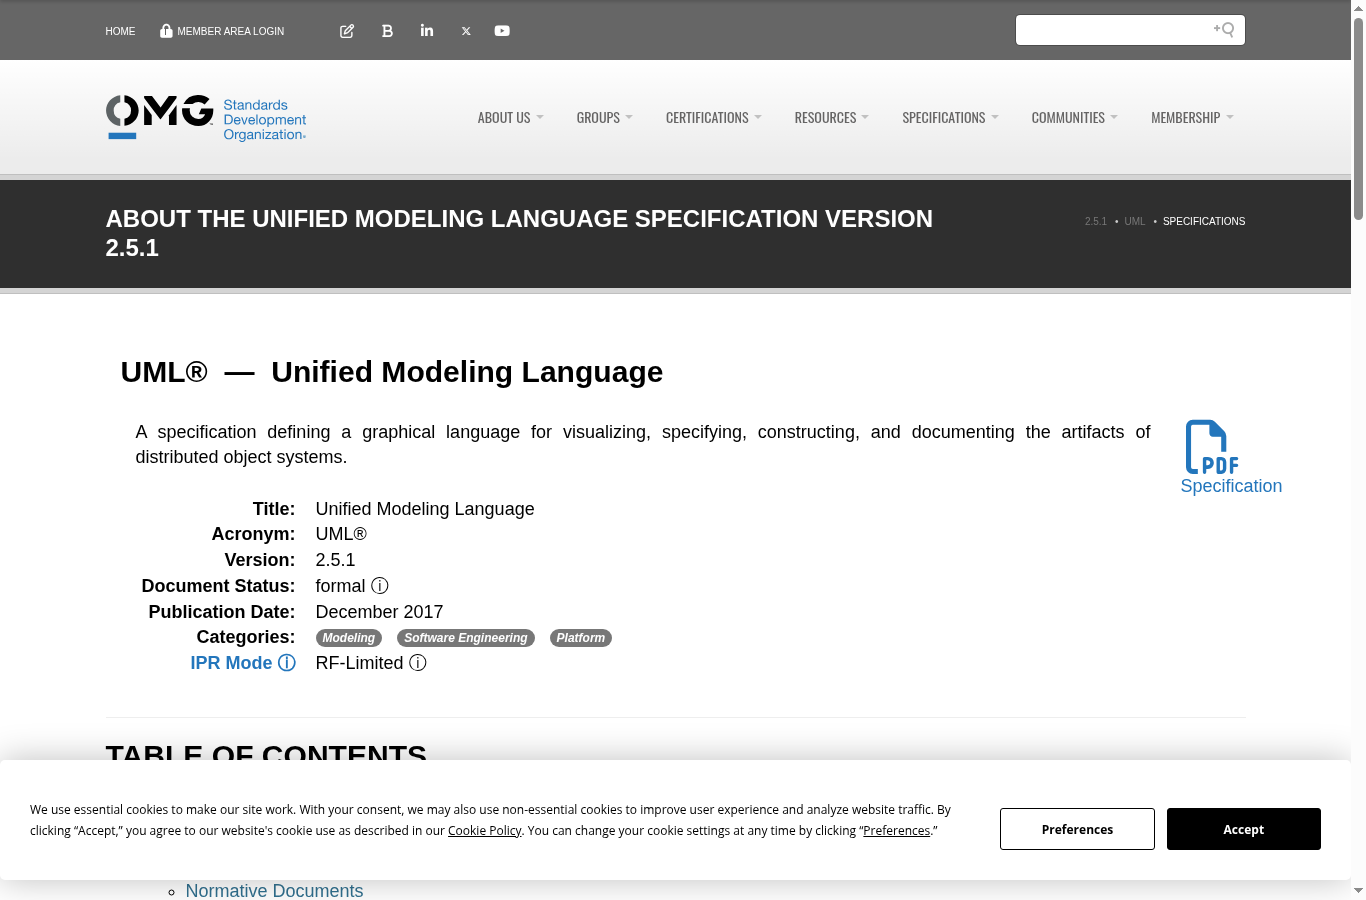 HOME MEMBER AREA LOGIN
OMG Standards
Development
Organization
ABOUT US GROUPS CERTIFICATIONS RESOURCES SPECIFICATIONS COMMUNITIES MEMBERSHIP
ABOUT THE UNIFIED MODELING LANGUAGE SPECIFICATION VERSION
2.5.1
2.5.1 • UML • SPECIFICATIONS
UML® — Unified Modeling Language
A specification defining a graphical language for visualizing, specifying, constructing, and documenting the artifacts of
distributed object systems.
PDF
Specification
Title: Unified Modeling Language
Acronym: UML®
Version: 2.5.1
Document Status: formal ⓘ
Publication Date: December 2017
Categories: Modeling Software Engineering Platform
IPR Mode ⓘ RF-Limited ⓘ
TABLE OF CONTENTS
We use essential cookies to make our site work. With your consent, we may also use non-essential cookies to improve user experience and analyze website traffic. By
clicking “Accept,” you agree to our website's cookie use as described in our Cookie Policy. You can change your cookie settings at any time by clicking “Preferences.”
Preferences
Accept
Normative Documents